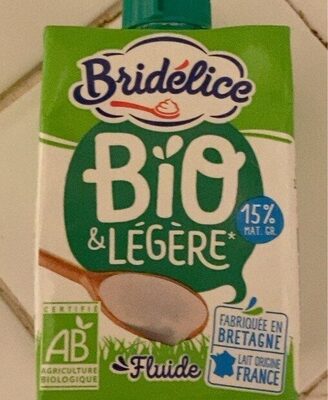 Bridélice
BiO
& LÉGÈRE*
15%
MAT. GR.
CERTIFIÉ
AB
AGRICULTURE
BIOLOGIQUE
Fluide
FABRIQUÉE EN
BRETAGNE
LAIT ORIGINE
FRANCE